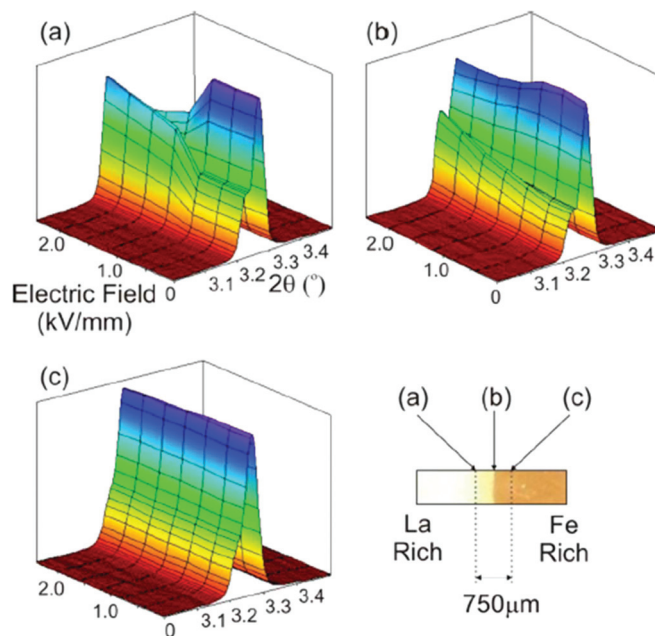 (a)
2.0
1.0
0
3.1
3.2
3.3
3.4
Electric Field
(kV/mm)
2θ (°)
(b)
2.0
1.0
0
3.1
3.2
3.3
3.4
(c)
2.0
1.0
0
3.1
3.2
3.3
3.4
(a) (b) (c)
La
Rich
Fe
Rich
750μm